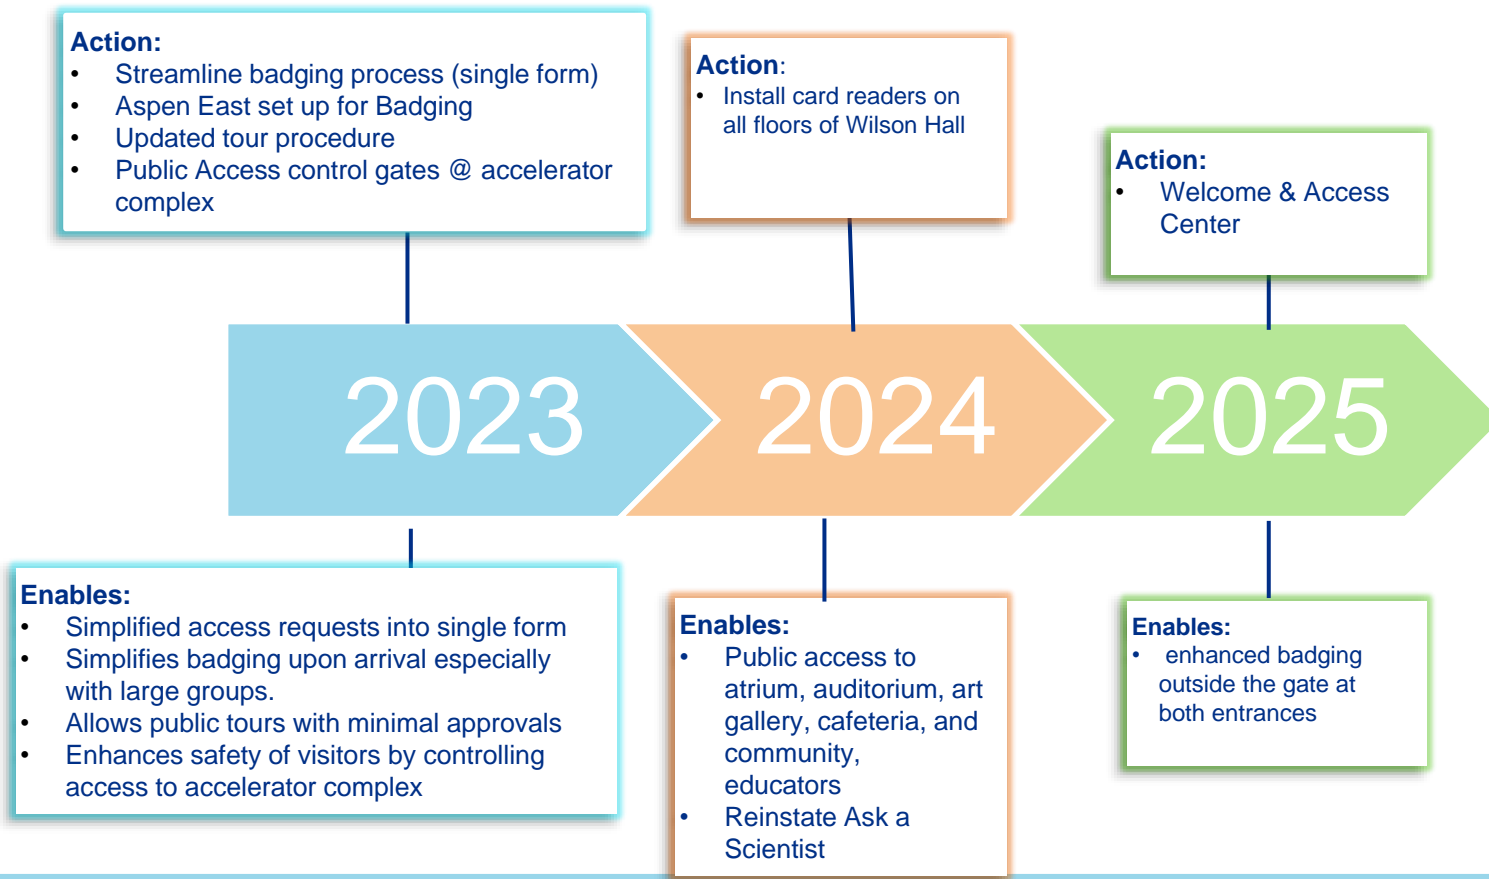 Action:
• Streamline badging process (single form)
• Aspen East set up for Badging
• Updated tour procedure
• Public Access control gates @ accelerator
complex
Action:
• Install card readers on
all floors of Wilson Hall
Action:
• Welcome & Access
Center
2023
2024
2025
Enables:
• Simplified access requests into single form
• Simplifies badging upon arrival especially
with large groups.
• Allows public tours with minimal approvals
• Enhances safety of visitors by controlling
access to accelerator complex
Enables:
• Public access to
atrium, auditorium, art
gallery, cafeteria, and
community,
educators
• Reinstate Ask a
Scientist
Enables:
• enhanced badging
outside the gate at
both entrances